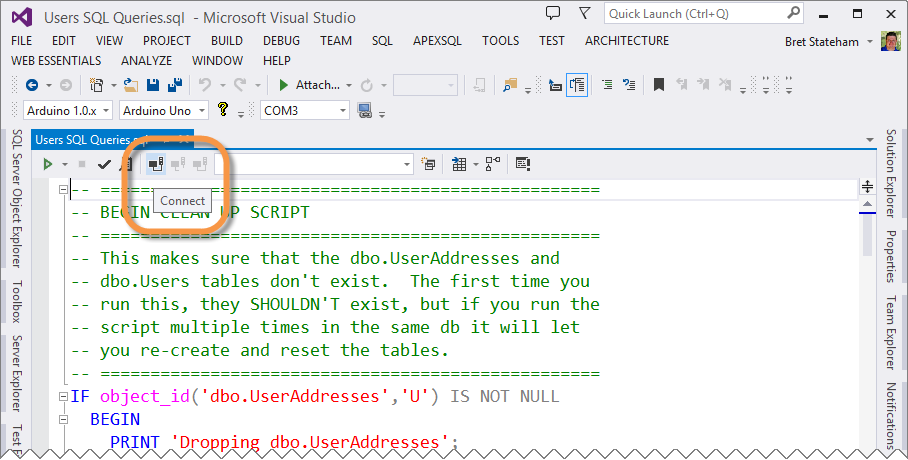 Users SQL Queries.sql - Microsoft Visual Studio
Quick Launch (Ctrl+Q)
FILE EDIT VIEW PROJECT BUILD DEBUG TEAM SQL APEXSQL TOOLS TEST ARCHITECTURE
Bret Stateham
WEB ESSENTIALS ANALYZE WINDOW HELP
Attach...
Arduino 1.0.x
Arduino Uno
COM3
Users SQL Queries.sql
Connect
-- ===================================================
-- BEGIN CLEAN UP SCRIPT
-- ===================================================
-- This makes sure that the dbo.UserAddresses and
-- dbo.Users tables don't exist.  The first time you
-- run this, they SHOULDN'T exist, but if you run the
-- script multiple times in the same db it will let
-- you re-create and reset the tables.
-- ===================================================
IF object_id('dbo.UserAddresses','U') IS NOT NULL
BEGIN
PRINT 'Dropping dbo.UserAddresses';
SQL Server Object Explorer
Toolbox
Server Explorer
Solution Explorer
Properties
Team Explorer
Notifications